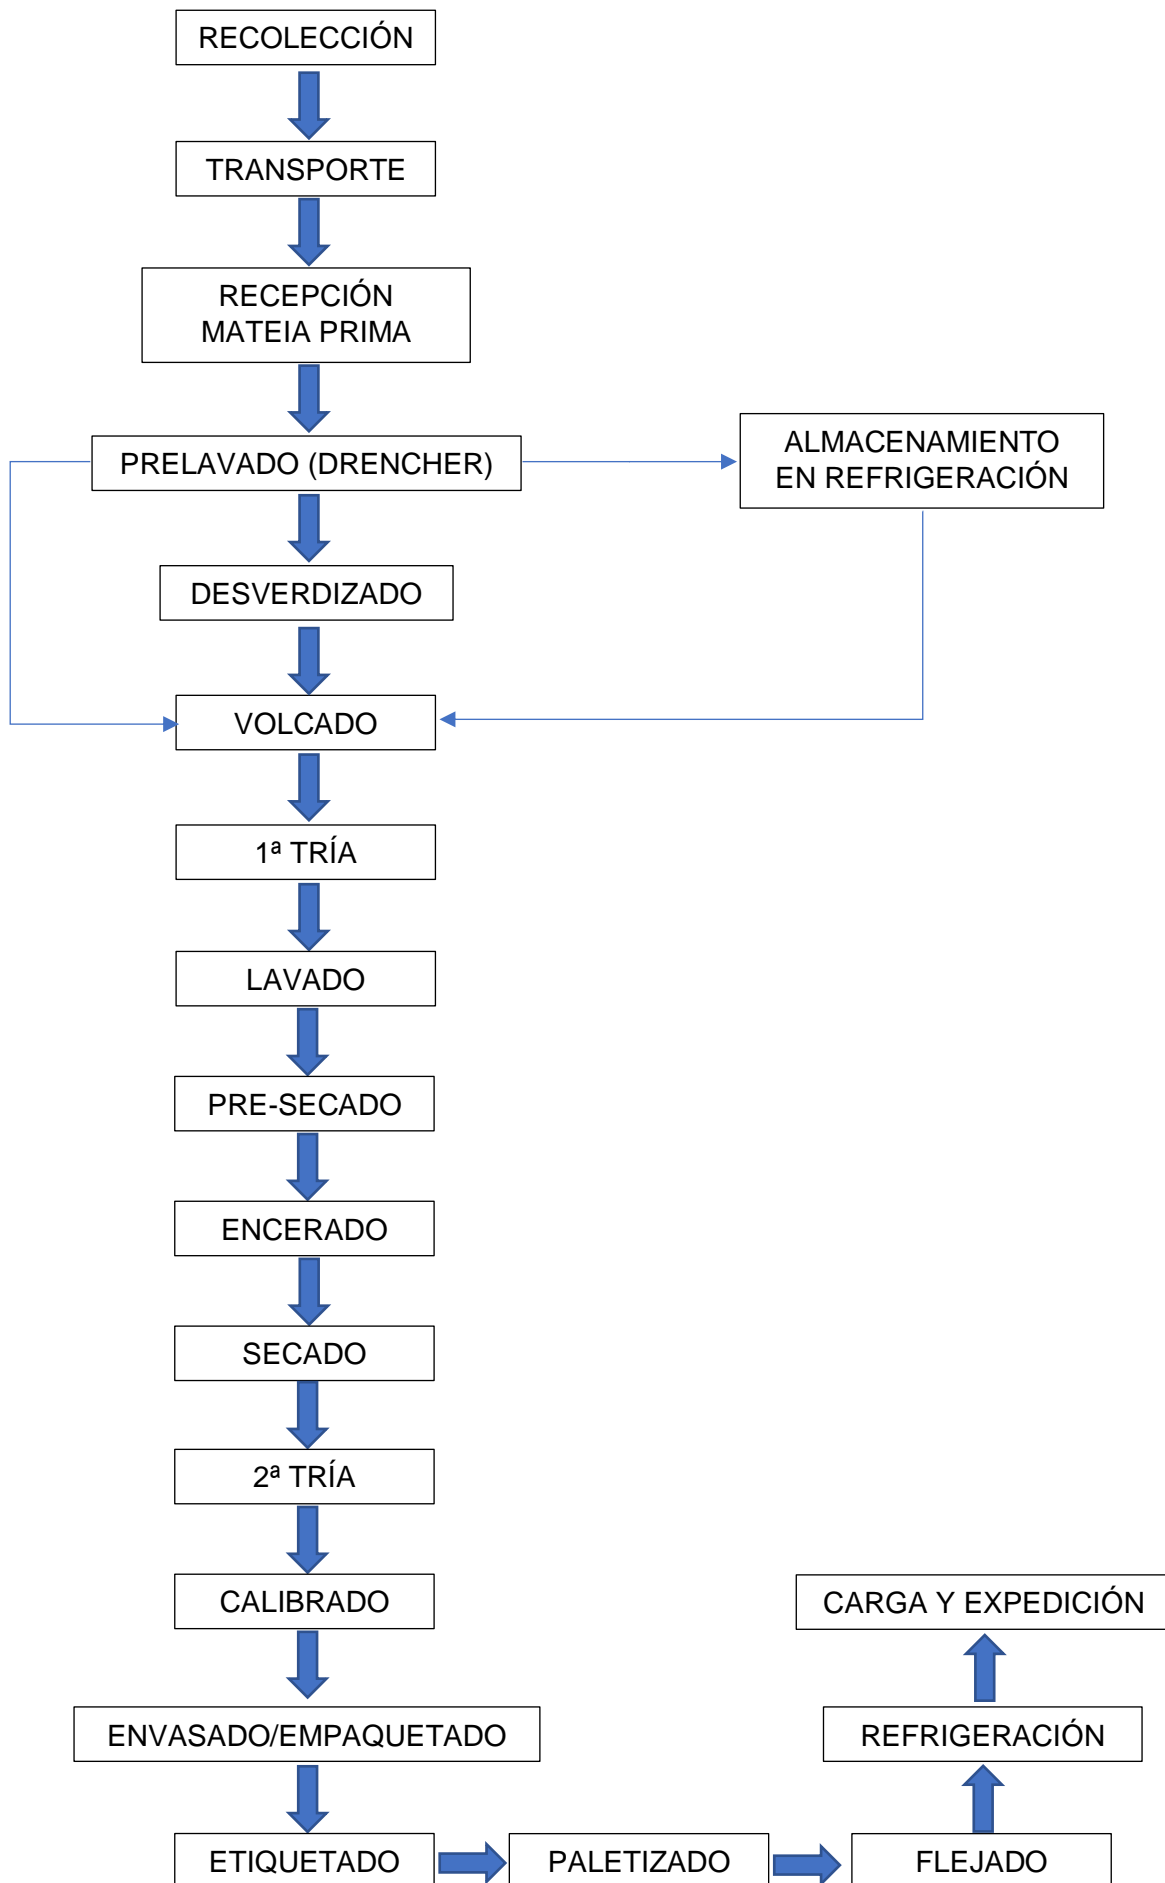 RECOLECCIÓN
TRANSPORTE
RECEPCIÓN
MATEIA PRIMA
PRELAVADO (DRENCHER)
ALMACENAMIENTO
EN REFRIGERACIÓN
DESVERDIZADO
VOLCADO
1ª TRÍA
LAVADO
PRE-SECADO
ENCERADO
SECADO
2ª TRÍA
CALIBRADO
CARGA Y EXPEDICIÓN
ENVASADO/EMPAQUETADO
REFRIGERACIÓN
ETIQUETADO
PALETIZADO
FLEJADO